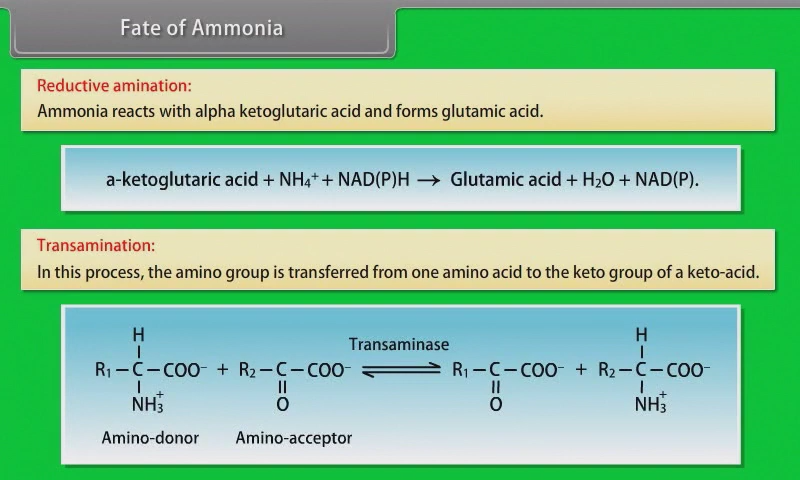 Fate of Ammonia
Reductive amination:
Ammonia reacts with alpha ketoglutaric acid and forms glutamic acid.
a-ketoglutaric acid + NH₄⁺ + NAD(P)H → Glutamic acid + H₂O + NAD(P).
Transamination:
In this process, the amino group is transferred from one amino acid to the keto group of a keto-acid.
H H
Transaminase
R₁ – C – COO⁻ + R₂ – C – COO⁻ ⇌ R₁ – C – COO⁻ + R₂ – C – COO⁻
NH₃⁺ O O NH₃⁺
Amino-donor Amino-acceptor